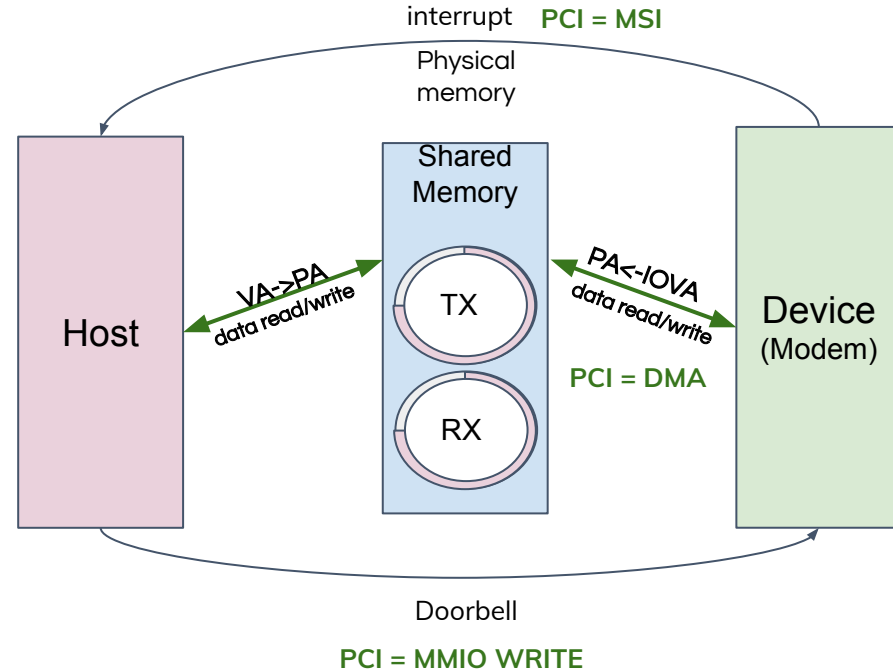 interrupt PCI = MSI
Physical
memory
Shared
Memory
VA->PA
data read/write
PA<-IOVA
data read/write
TX
Host
Device
(Modem)
PCI = DMA
RX
Doorbell
PCI = MMIO WRITE